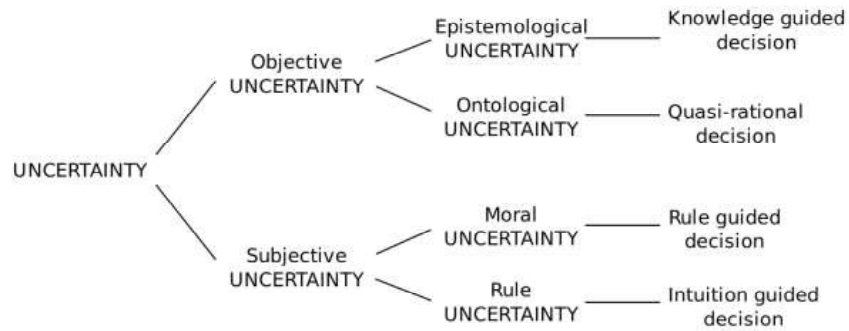 Epistemological
UNCERTAINTY
Knowledge guided
decision
Objective
UNCERTAINTY
Ontological
UNCERTAINTY
Quasi-rational
decision
UNCERTAINTY
Moral
UNCERTAINTY
Rule guided
decision
Subjective
UNCERTAINTY
Rule
UNCERTAINTY
Intuition guided
decision